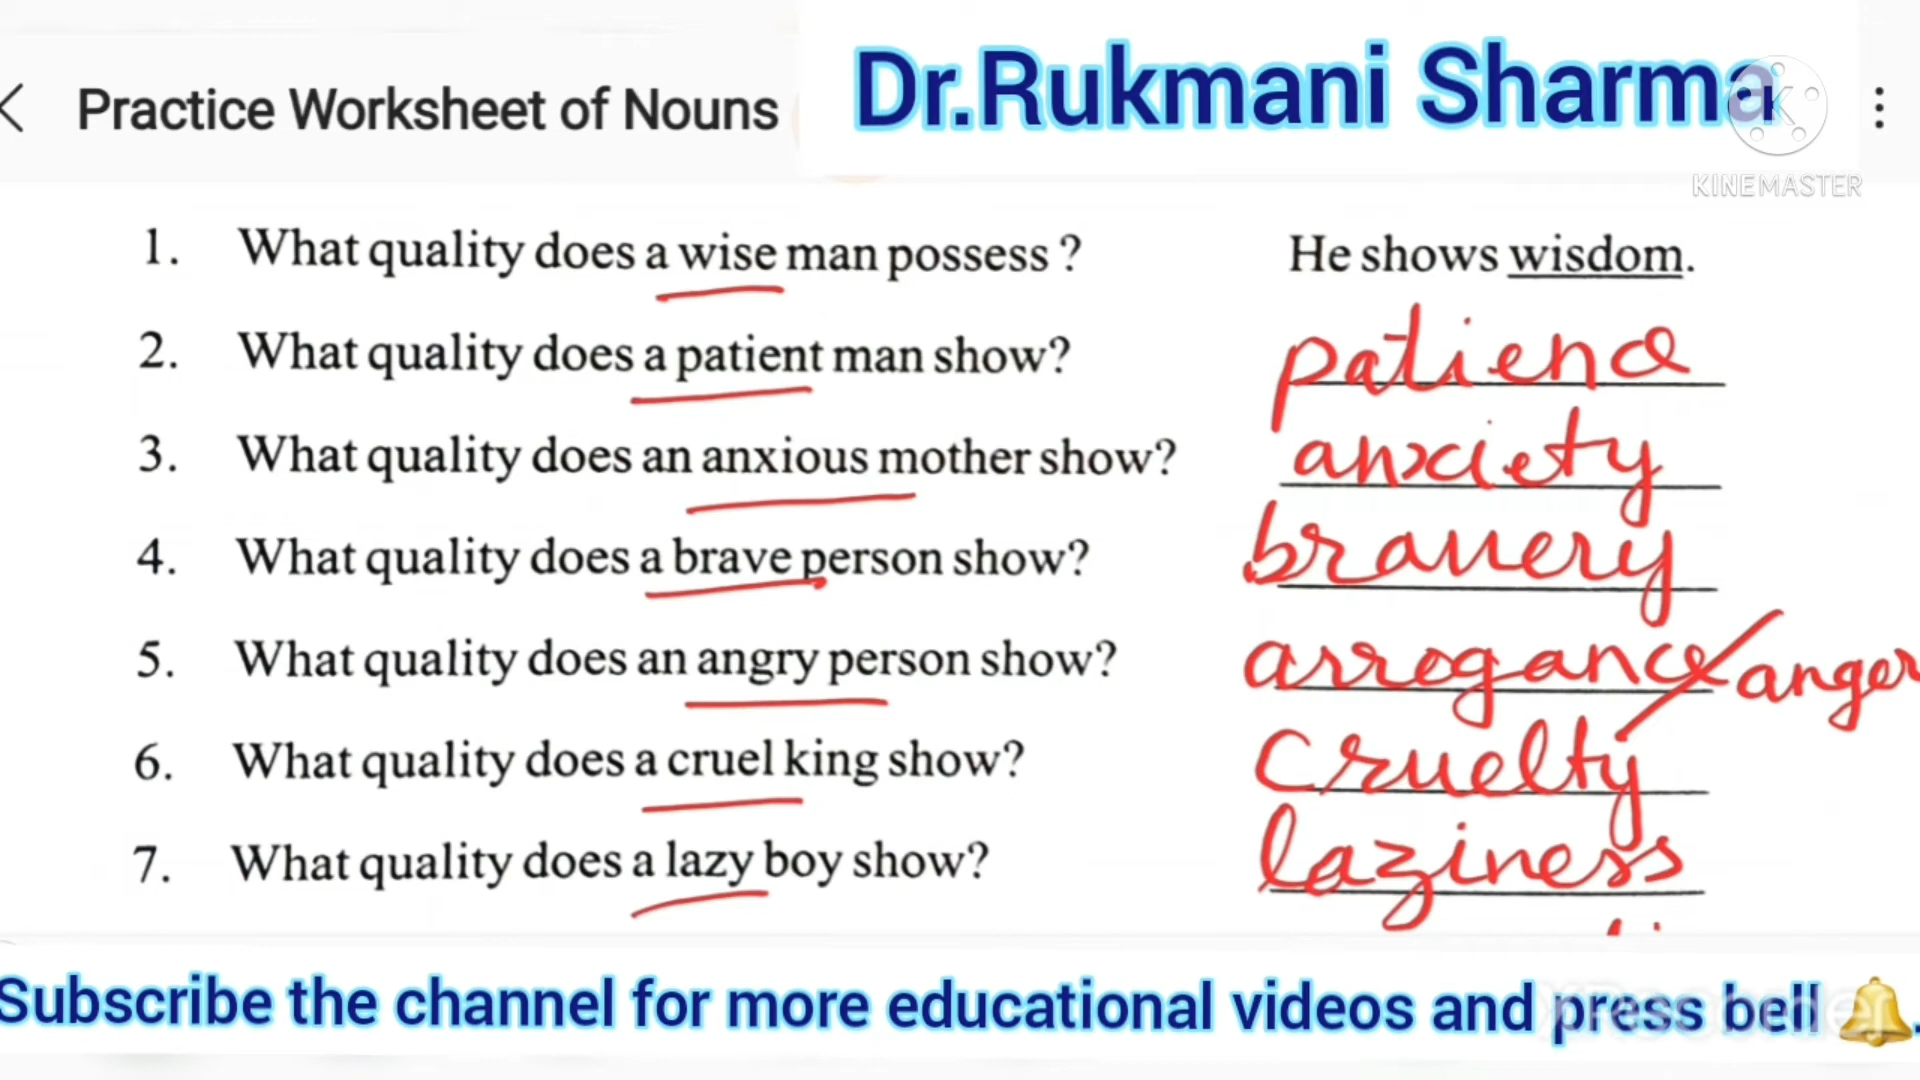 Practice Worksheet of Nouns
Dr.Rukmani Sharma
KINEMASTER
1. What quality does a wise man possess ? He shows wisdom.
2. What quality does a patient man show? patience
3. What quality does an anxious mother show? anxiety
4. What quality does a brave person show? bravery
5. What quality does an angry person show? arrogance/anger
6. What quality does a cruel king show? cruelty
7. What quality does a lazy boy show? laziness
Subscribe the channel for more educational videos and press bell 🔔.